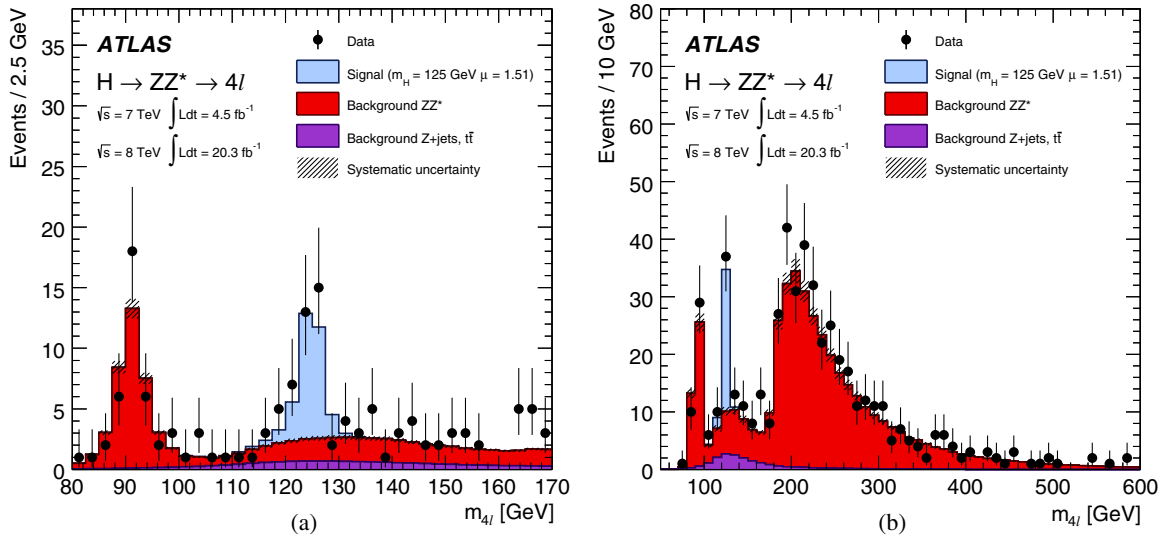 Events / 2.5 GeV
35
30
25
20
15
10
5
0
ATLAS
H → ZZ* → 4l
√s = 7 TeV ∫Ldt = 4.5 fb⁻¹
√s = 8 TeV ∫Ldt = 20.3 fb⁻¹
Data
Signal (m_H = 125 GeV μ = 1.51)
Background ZZ*
Background Z+jets, tt̄
Systematic uncertainty
80 90 100 110 120 130 140 150 160 170
m_4l [GeV]
(a)
Events / 10 GeV
80
70
60
50
40
30
20
10
0
ATLAS
H → ZZ* → 4l
√s = 7 TeV ∫Ldt = 4.5 fb⁻¹
√s = 8 TeV ∫Ldt = 20.3 fb⁻¹
Data
Signal (m_H = 125 GeV μ = 1.51)
Background ZZ*
Background Z+jets, tt̄
Systematic uncertainty
100 200 300 400 500 600
m_4l [GeV]
(b)